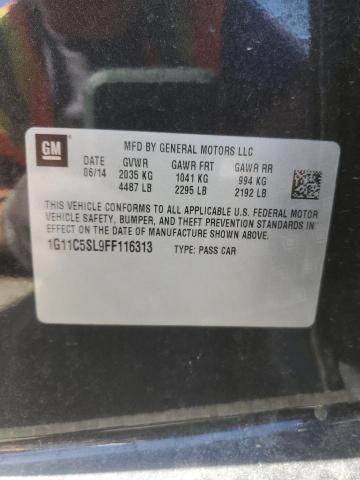 GM
MFD BY GENERAL MOTORS LLC
DATE GVWR GAWR FRT GAWR RR
06/14 2035 KG 1041 KG 994 KG
4487 LB 2295 LB 2192 LB
THIS VEHICLE CONFORMS TO ALL APPLICABLE U.S. FEDERAL MOTOR
VEHICLE SAFETY, BUMPER, AND THEFT PREVENTION STANDARDS
IN EFFECT ON THE DATE OF MANUFACTURE SHOWN ABOVE.
1G11C5SL9FF116313 TYPE: PASS CAR